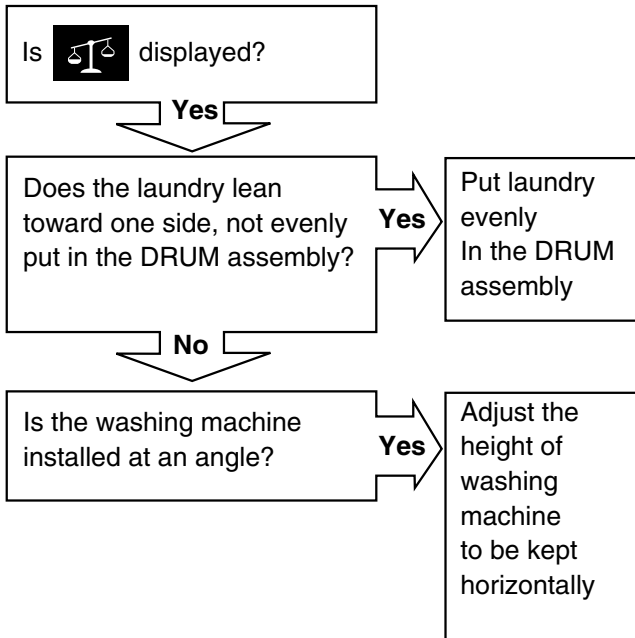 Is displayed?
Yes
Does the laundry lean
toward one side, not evenly
put in the DRUM assembly?
Yes
Put laundry
evenly
In the DRUM
assembly
No
Is the washing machine
installed at an angle?
Yes
Adjust the
height of
washing
machine
to be kept
horizontally